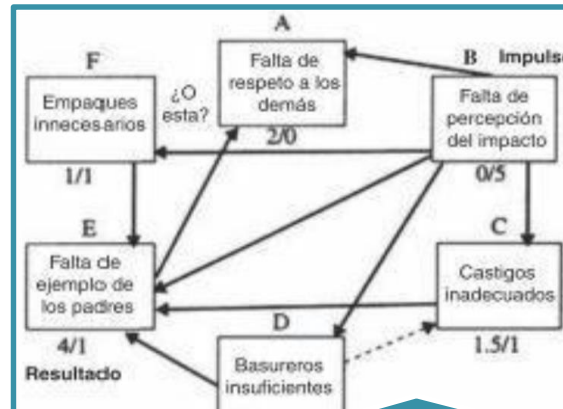 A
Falta de
respeto a los
demás
2/0
B Impulso
Falta de
percepción
del impacto
0/5
F
Empaques
innecesarios
1/1
¿O
esta?
E
Falta de
ejemplo de
los padres
4/1
Resultado
C
Castigos
inadecuados
1.5/1
D
Basureros
insuficientes